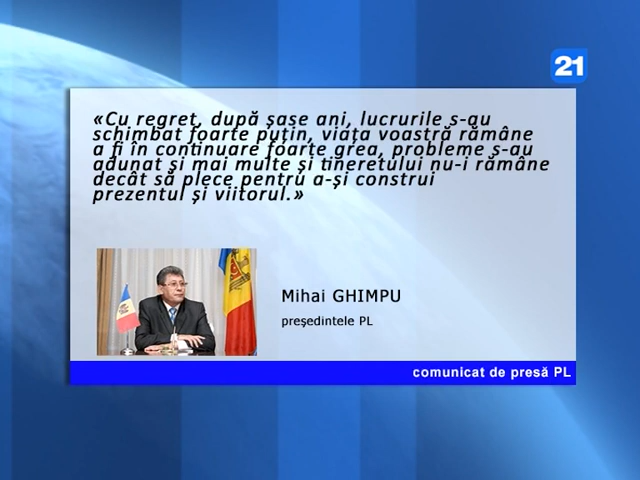 21
«Cu regret, după șase ani, lucrurile s-au
schimbat foarte puțin, viața voastră rămâne
a fi în continuare foarte grea, probleme s-au
adunat și mai multe și tineretului nu-i rămâne
decât să plece pentru a-și construi
prezentul și viitorul.»
Mihai GHIMPU
președintele PL
comunicat de presă PL